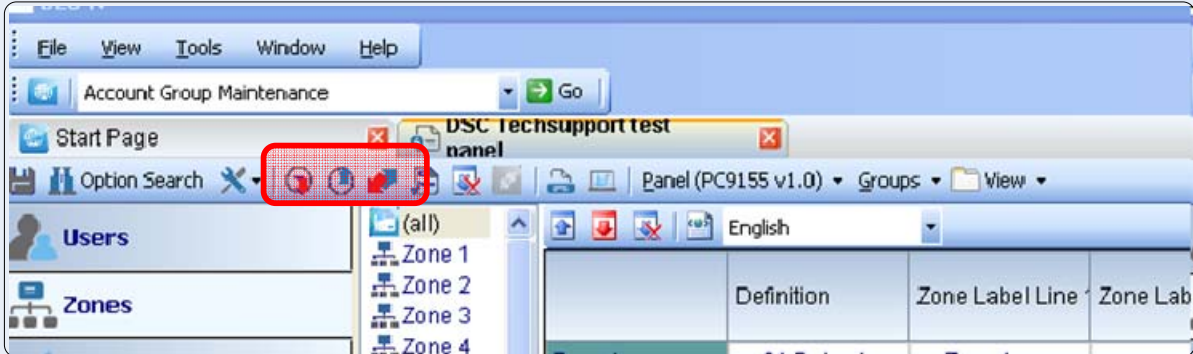 File View Tools Window Help
Account Group Maintenance Go
Start Page DSC Techsupport test panel
Option Search Panel (PC9155 v1.0) Groups View
Users
Zones
(all)
Zone 1
Zone 2
Zone 3
Zone 4
English
Definition Zone Label Line Zone Lab